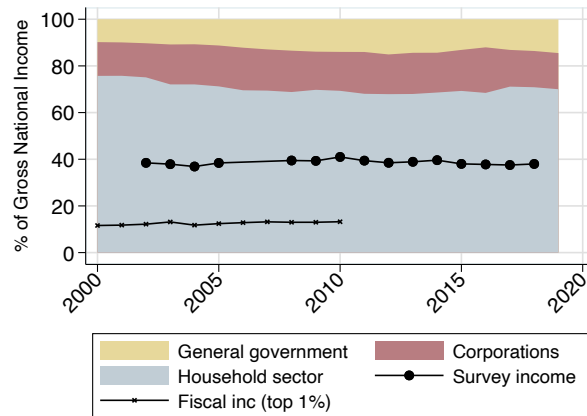 % of Gross National Income
100
80
60
40
20
0
2000 2005 2010 2015 2020
General government Corporations
Household sector Survey income
Fiscal inc (top 1%)